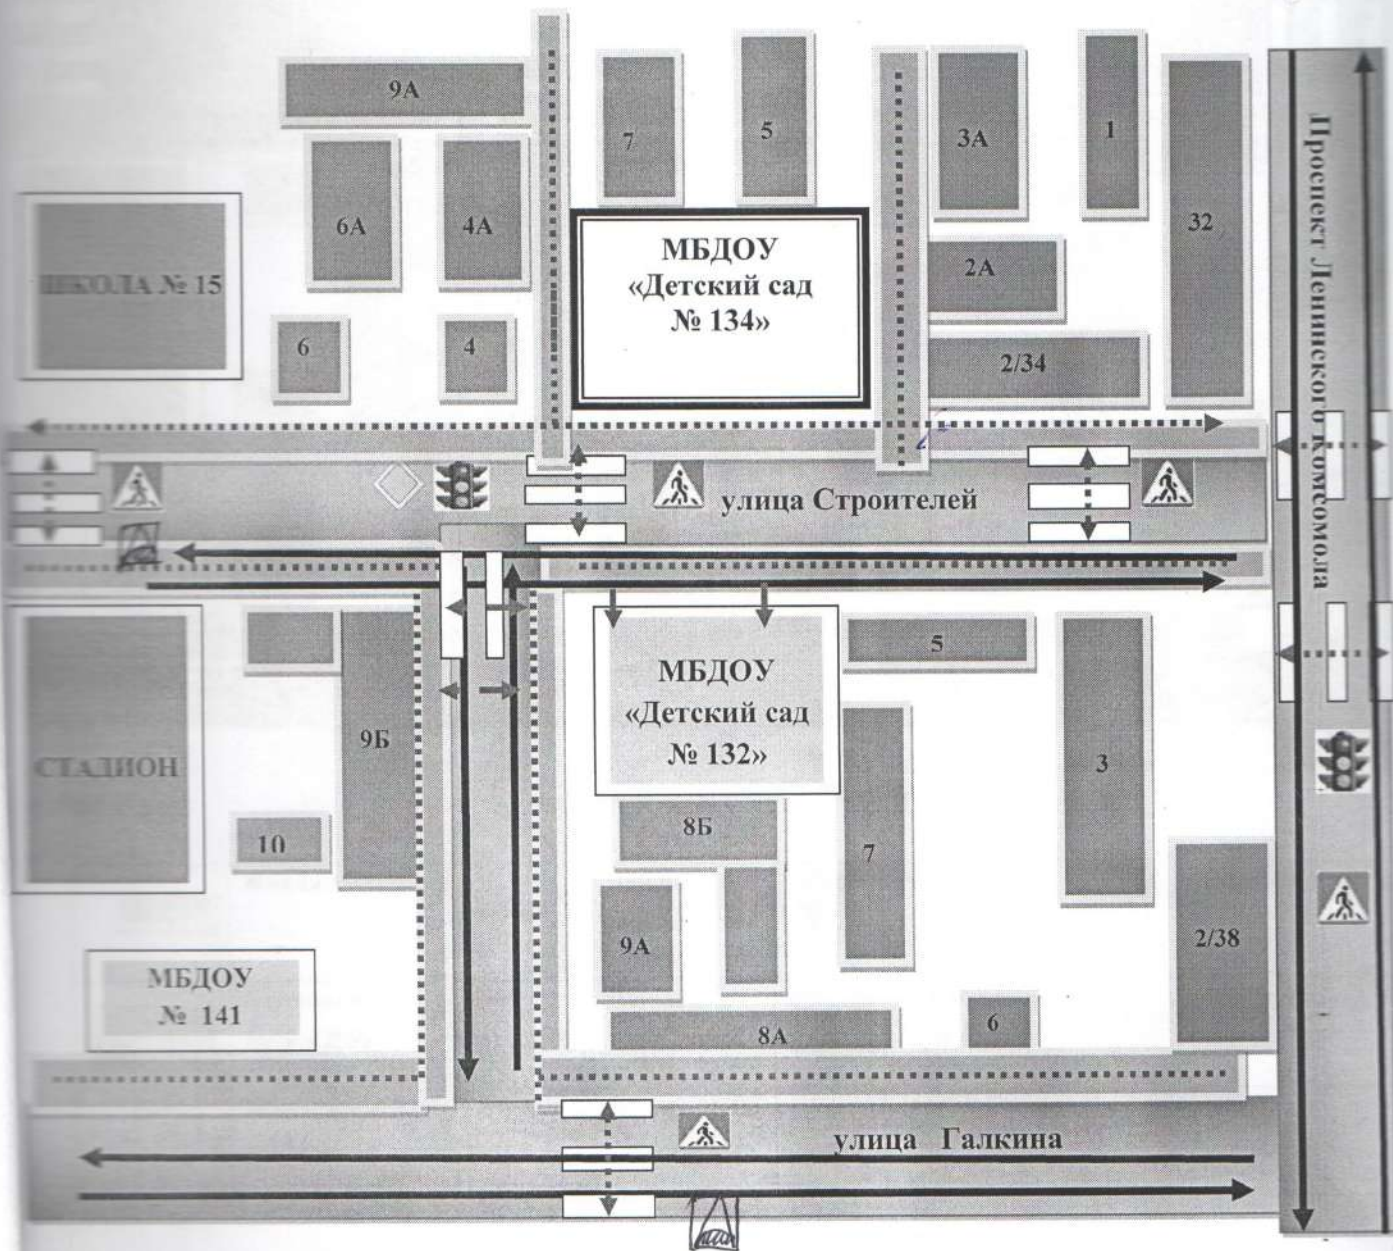 9А
7
5
3А
1
32
6А
4А
ШКОЛА № 15
МБДОУ
«Детский сад
№ 134»
2А
6
4
2/34
Проспект Ленинского комсомола
улица Строителей
СТАДИОН
9Б
10
МБДОУ
«Детский сад
№ 132»
5
3
7
8Б
9А
2/38
МБДОУ
№ 141
8А
6
улица Галкина